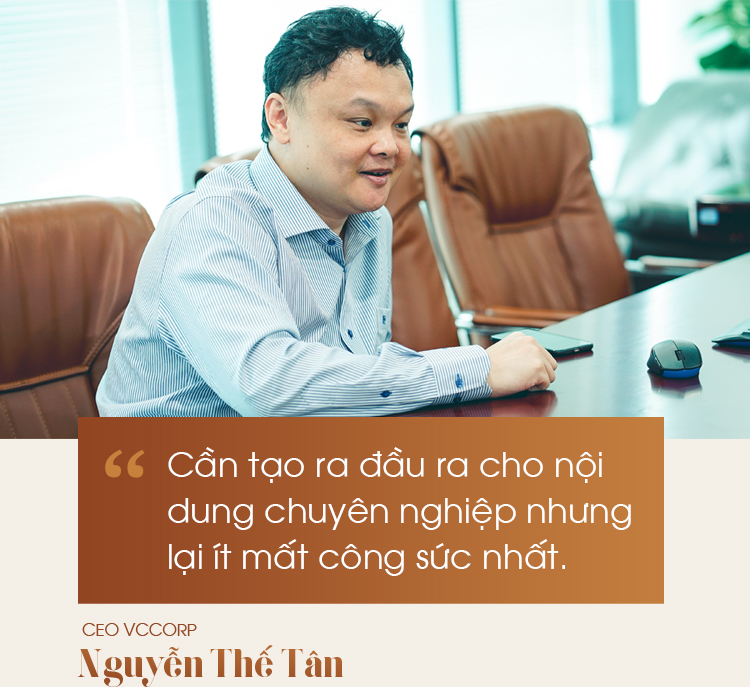 “
Cần tạo ra đầu ra cho nội
dung chuyên nghiệp nhưng
lại ít mất công sức nhất.
CEO VCCORP
Nguyễn Thế Tân